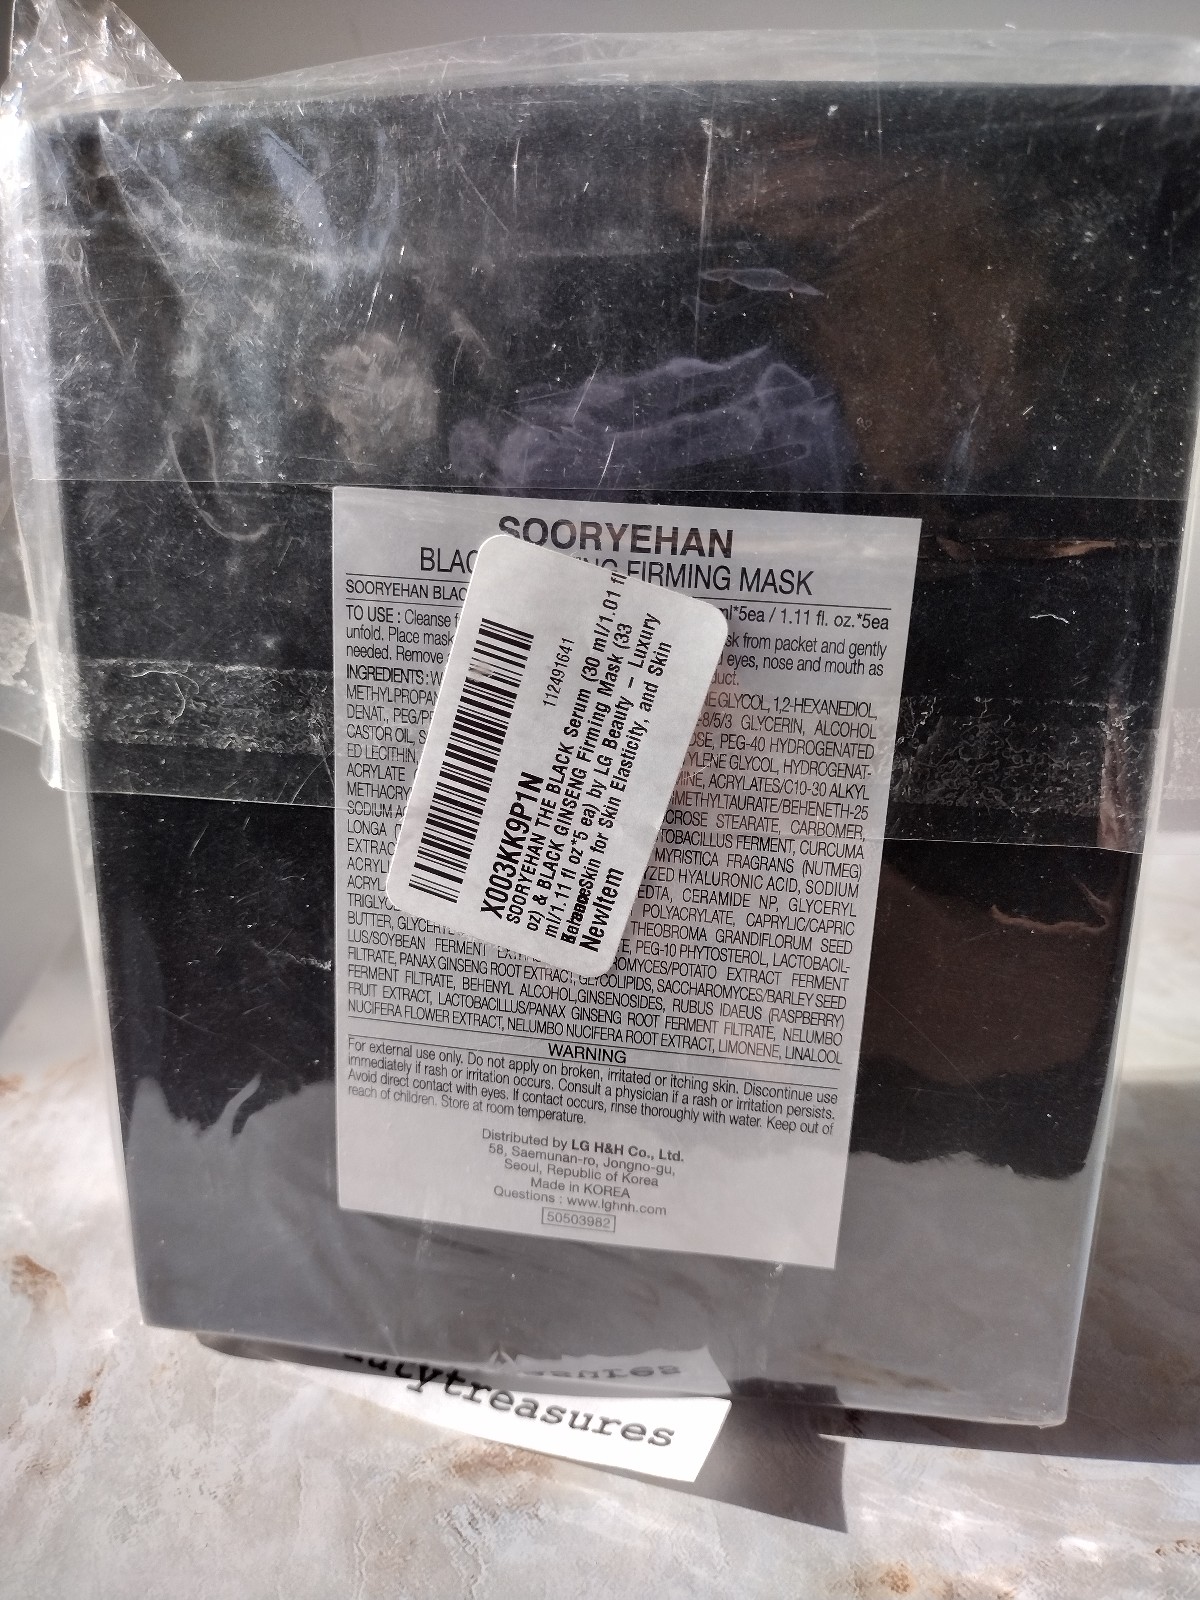 SOORYEHAN
BLAC NG FIRMING MASK
SOORYEHAN BLAC ml*5ea / 1.11 fl. oz.*5ea
TO USE : Cleanse f sk from packet and gently
unfold. Place mask d eyes, nose and mouth as
needed. Remove duct.
INGREDIENTS : W NE GLYCOL, 1,2-HEXANEDIOL,
METHYLPROPAN -8/5/3 GLYCERIN, ALCOHOL
DENAT., PEG/P OSE, PEG-40 HYDROGENATED
CASTOR OIL, S YLENE GLYCOL, HYDROGENAT-
ED LECITHIN, MINE, ACRYLATES/C10-30 ALKYL
ACRYLATE IMETHYLTAURATE/BEHENETH-25
METHACRY CROSE STEARATE, CARBOMER,
SODIUM A TOBACILLUS FERMENT, CURCUMA
LONGA MYRISTICA FRAGRANS (NUTMEG)
EXTRAC YZED HYALURONIC ACID, SODIUM
ACRYL EDTA, CERAMIDE NP, GLYCERYL
ACRYL POLYACRYLATE, CAPRYLIC/CAPRIC
TRIGLYC THEOBROMA GRANDIFLORUM SEED
BUTTER, GLYCER TE, PEG-10 PHYTOSTEROL, LACTOBACIL-
LUS/SOYBEAN FERMENT ROMYCES/POTATO EXTRACT FERMENT
FILTRATE, PANAX GINSENG ROOT EXTRACT, GLYCOLIPIDS, SACCHAROMYCES/BARLEY SEED
FERMENT FILTRATE, BEHENYL ALCOHOL, GINSENOSIDES, RUBUS IDAEUS (RASPBERRY)
FRUIT EXTRACT, LACTOBACILLUS/PANAX GINSENG ROOT FERMENT FILTRATE, NELUMBO
NUCIFERA FLOWER EXTRACT, NELUMBO NUCIFERA ROOT EXTRACT, LIMONENE, LINALOOL
WARNING
For external use only. Do not apply on broken, irritated or itching skin. Discontinue use
immediately if rash or irritation occurs. Consult a physician if a rash or irritation persists.
Avoid direct contact with eyes. If contact occurs, rinse thoroughly with water. Keep out of
reach of children. Store at room temperature.
Distributed by LG H&H Co., Ltd.
58, Saemunan-ro, Jongno-gu,
Seoul, Republic of Korea
Made in KOREA
Questions : www.lghnh.com
50503982
112491641
X003KK9P1N
SOORYEHAN THE BLACK Serum (30 ml/1.01 fl
oz) & BLACK GINSENG Firming Mask (33
ml/1.11 fl oz*5 ea) by LG Beauty – Luxury
Skin for Skin Elasticity, and Skin
NewItem
utytreasures